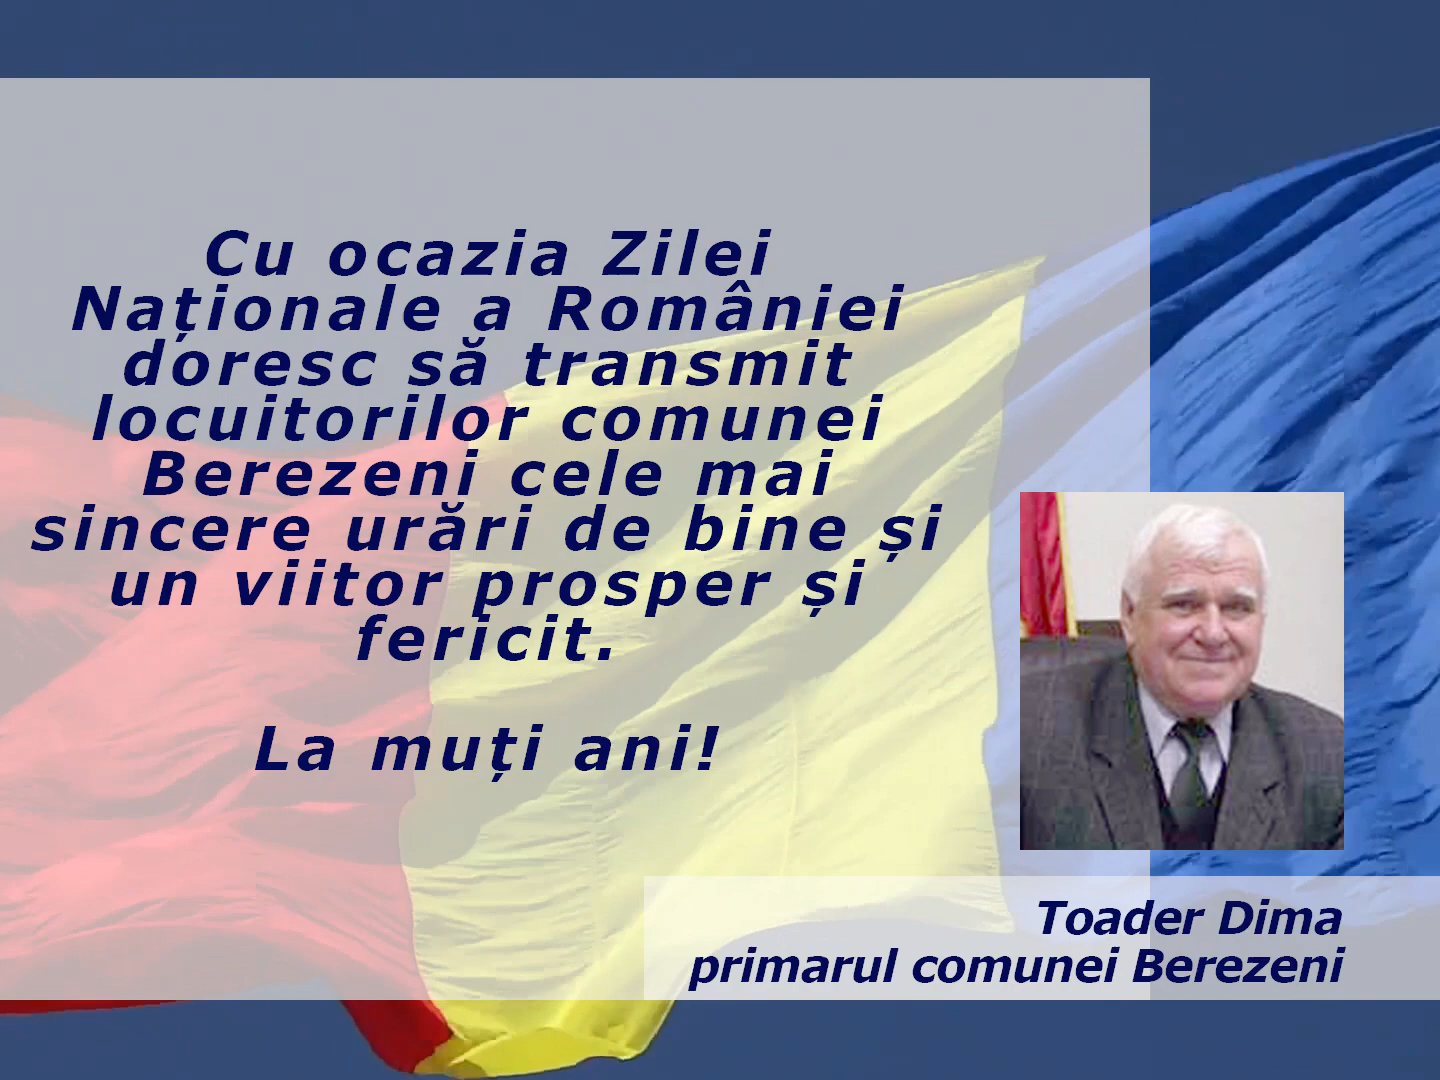 Cu ocazia Zilei
Naționale a României
doresc să transmit
locuitorilor comunei
Berezeni cele mai
sincere urări de bine și
un viitor prosper și
fericit.
La muți ani!
Toader Dima
primarul comunei Berezeni